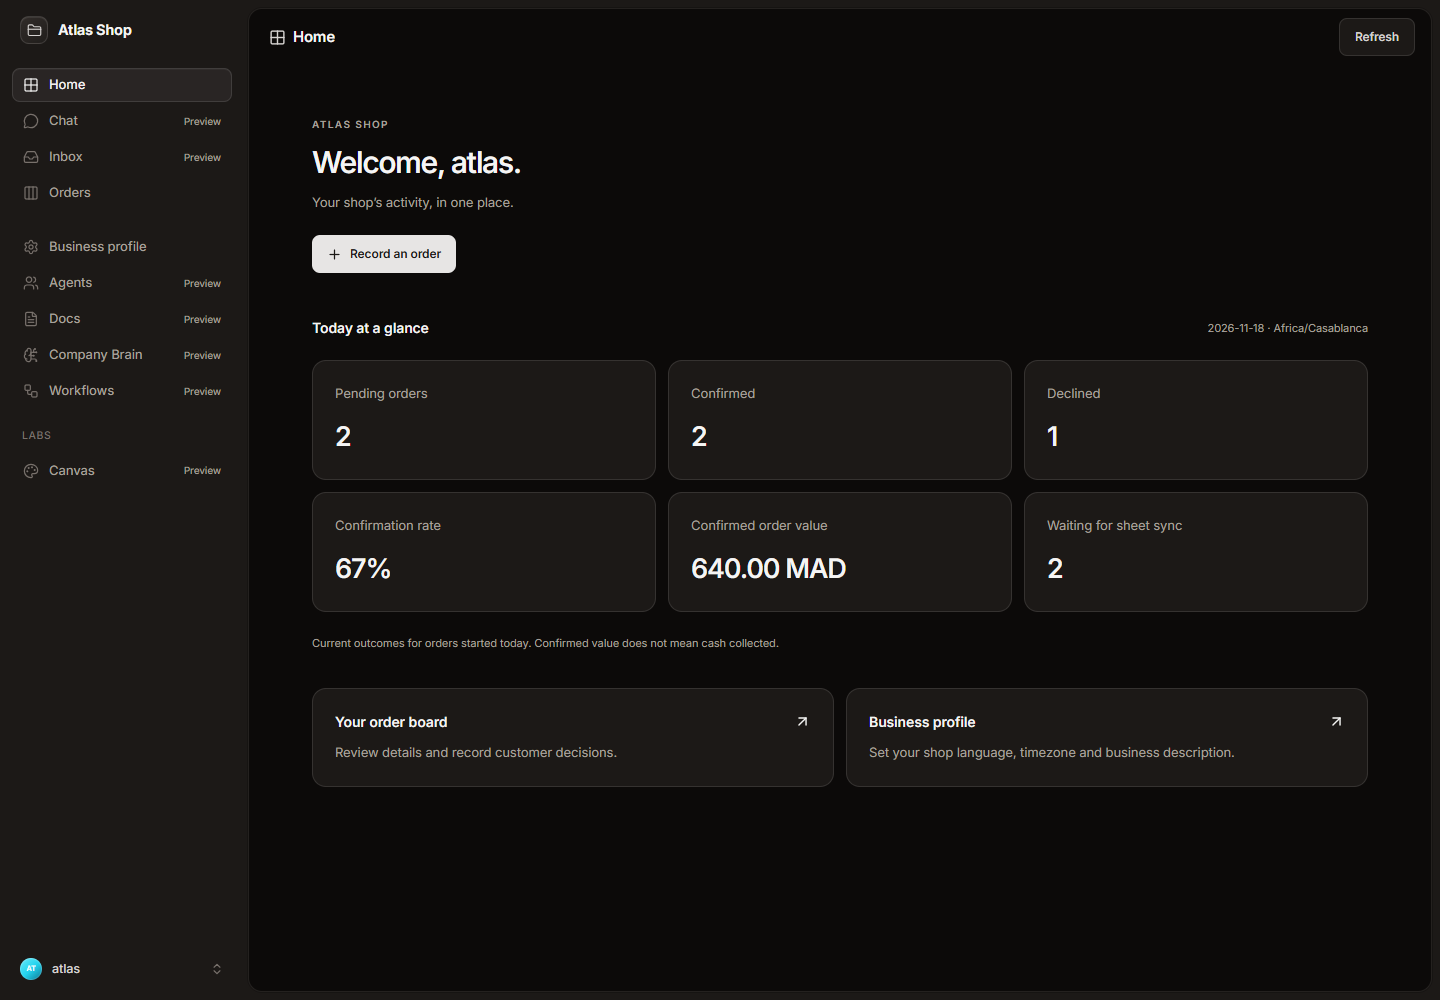 Atlas Shop
Home
Chat Preview
Inbox Preview
Orders
Business profile
Agents Preview
Docs Preview
Company Brain Preview
Workflows Preview
LABS
Canvas Preview
AT atlas
Home
Refresh
ATLAS SHOP
Welcome, atlas.
Your shop’s activity, in one place.
Record an order
Today at a glance
2026-11-18 · Africa/Casablanca
Pending orders
2
Confirmed
2
Declined
1
Confirmation rate
67%
Confirmed order value
640.00 MAD
Waiting for sheet sync
2
Current outcomes for orders started today. Confirmed value does not mean cash collected.
Your order board
Review details and record customer decisions.
Business profile
Set your shop language, timezone and business description.